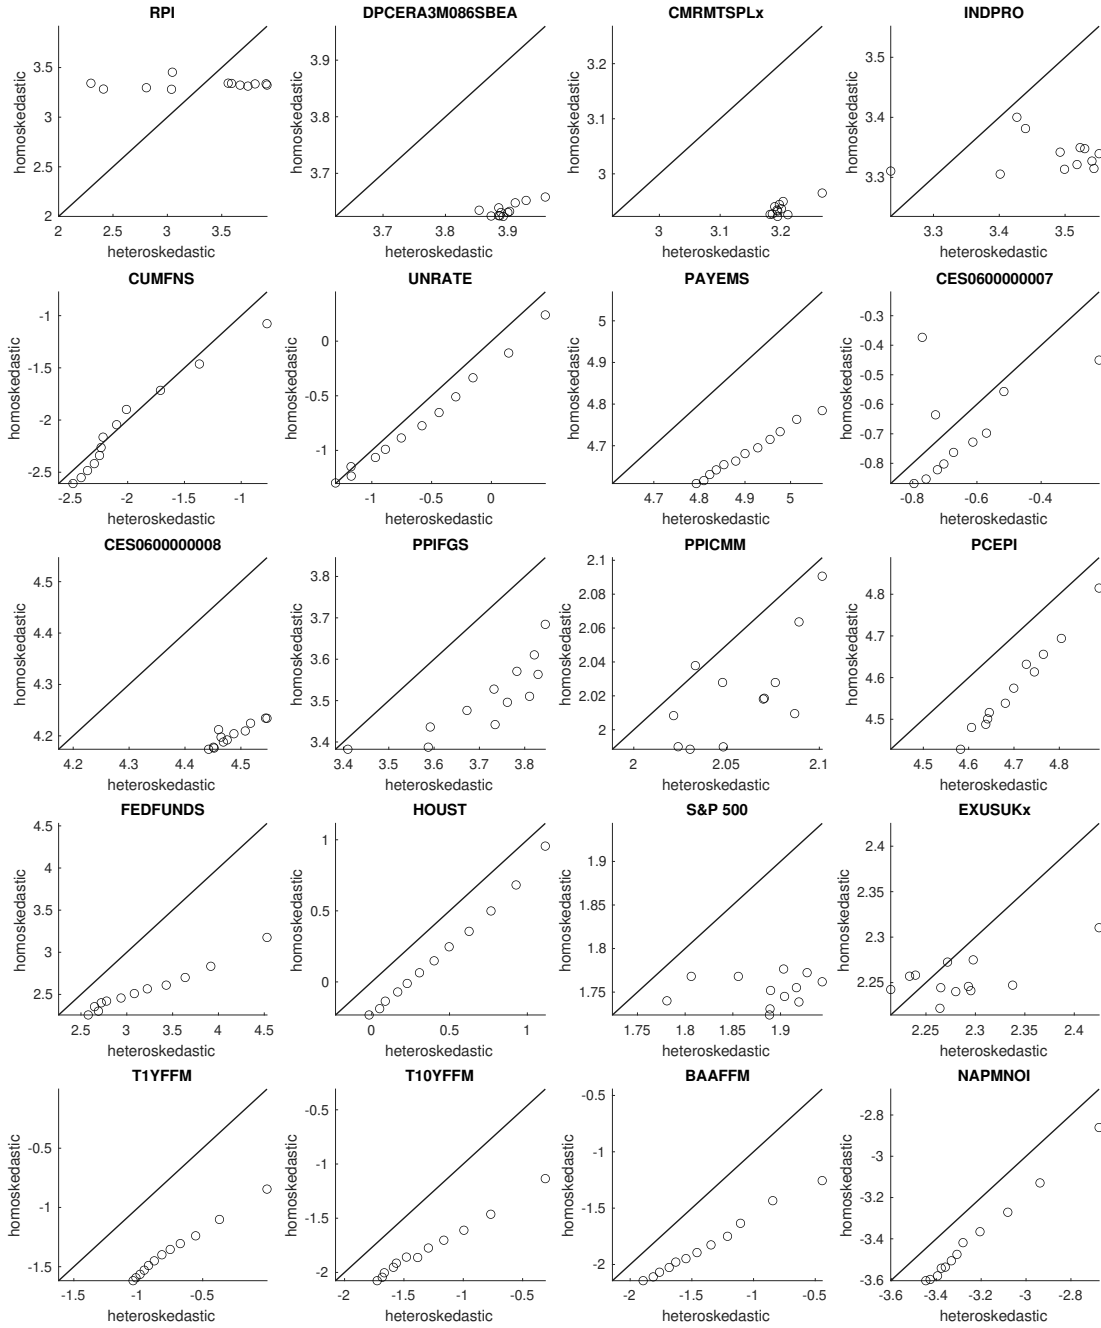 RPI
DPCERA3M086SBEA
CMRMTSPLx
INDPRO
homoskedastic
3.5
3
2.5
2
2
2.5
3
3.5
heteroskedastic
homoskedastic
3.9
3.8
3.7
3.7
3.8
3.9
heteroskedastic
homoskedastic
3.2
3.1
3
3
3.1
3.2
heteroskedastic
homoskedastic
3.5
3.4
3.3
3.3
3.4
3.5
heteroskedastic
CUMFNS
UNRATE
PAYEMS
CES0600000007
homoskedastic
-1
-1.5
-2
-2.5
-2.5
-2
-1.5
-1
heteroskedastic
homoskedastic
0
-0.5
-1
-1
-0.5
0
heteroskedastic
homoskedastic
5
4.9
4.8
4.7
4.7
4.8
4.9
5
heteroskedastic
homoskedastic
-0.3
-0.4
-0.5
-0.6
-0.7
-0.8
-0.8
-0.6
-0.4
heteroskedastic
CES0600000008
PPIFGS
PPICMM
PCEPI
homoskedastic
4.5
4.4
4.3
4.2
4.2
4.3
4.4
4.5
heteroskedastic
homoskedastic
3.8
3.7
3.6
3.5
3.4
3.4
3.5
3.6
3.7
3.8
heteroskedastic
homoskedastic
2.1
2.08
2.06
2.04
2.02
2
2
2.05
2.1
heteroskedastic
homoskedastic
4.8
4.7
4.6
4.5
4.5
4.6
4.7
4.8
heteroskedastic
FEDFUNDS
HOUST
S&P 500
EXUSUKx
homoskedastic
4.5
4
3.5
3
2.5
2.5
3
3.5
4
4.5
heteroskedastic
homoskedastic
1
0.5
0
0
0.5
1
heteroskedastic
homoskedastic
1.9
1.85
1.8
1.75
1.75
1.8
1.85
1.9
heteroskedastic
homoskedastic
2.4
2.35
2.3
2.25
2.25
2.3
2.35
2.4
heteroskedastic
T1YFFM
T10YFFM
BAAFFM
NAPMNOI
homoskedastic
-0.5
-1
-1.5
-1.5
-1
-0.5
heteroskedastic
homoskedastic
-0.5
-1
-1.5
-2
-2
-1.5
-1
-0.5
heteroskedastic
homoskedastic
-0.5
-1
-1.5
-2
-2
-1.5
-1
-0.5
heteroskedastic
homoskedastic
-2.8
-3
-3.2
-3.4
-3.6
-3.6
-3.4
-3.2
-3
-2.8
heteroskedastic